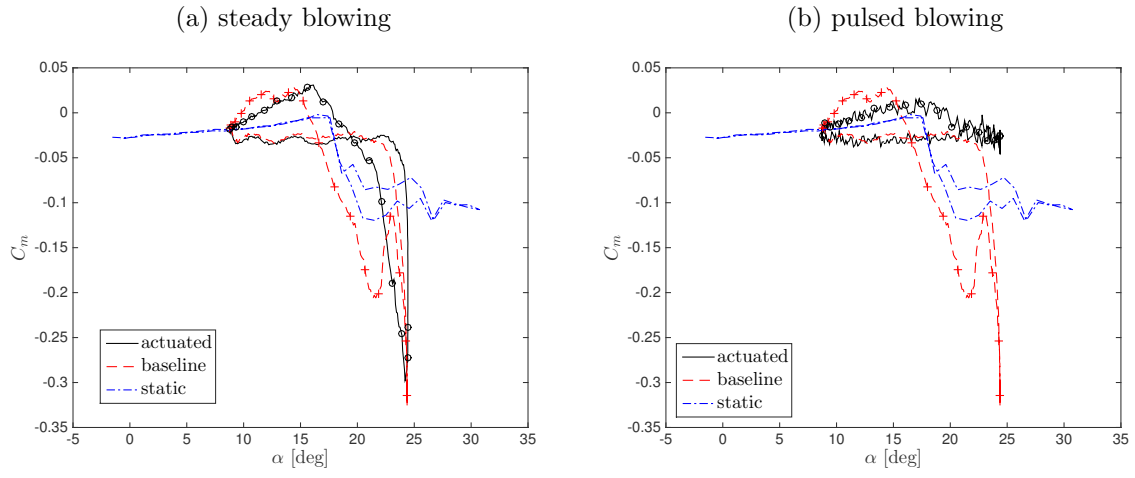 (a) steady blowing
0.05
0
-0.05
-0.1
-0.15
-0.2
-0.25
-0.3
-0.35
C_m
actuated
baseline
static
-5 0 5 10 15 20 25 30 35
α [deg]
(b) pulsed blowing
0.05
0
-0.05
-0.1
-0.15
-0.2
-0.25
-0.3
-0.35
C_m
actuated
baseline
static
-5 0 5 10 15 20 25 30 35
α [deg]